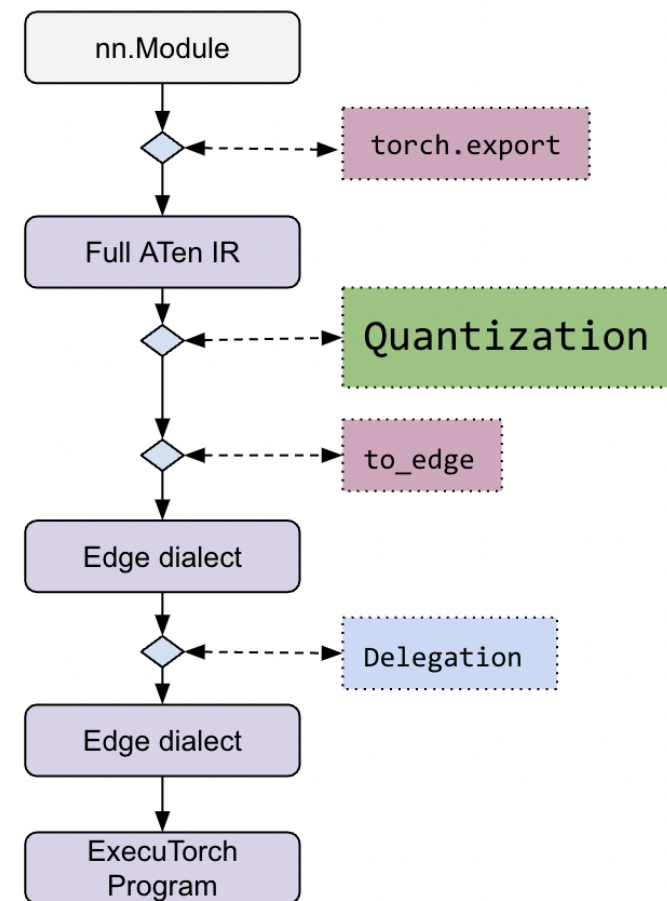 nn.Module
torch.export
Full ATen IR
Quantization
to_edge
Edge dialect
Delegation
Edge dialect
ExecuTorch
Program